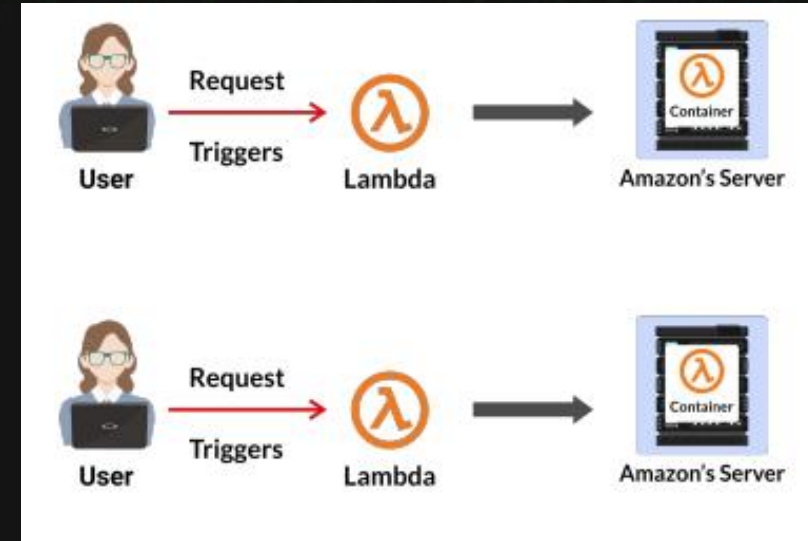 Request
λ
λ
Container
Triggers
User
Lambda
Amazon's Server
Request
λ
λ
Container
Triggers
User
Lambda
Amazon's Server